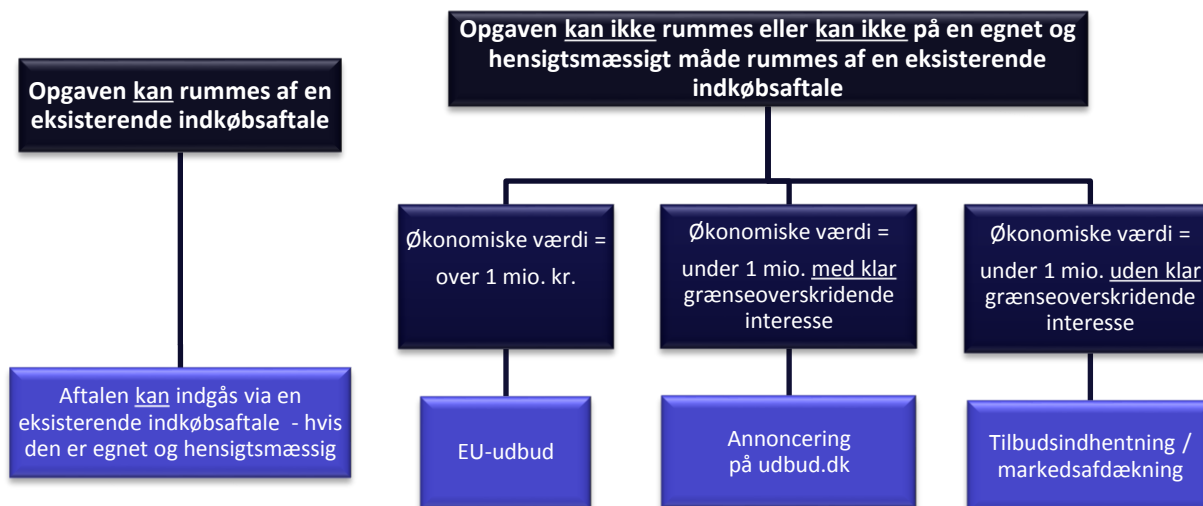 Opgaven kan rummes af en
eksisterende indkøbsaftale
Aftalen kan indgås via en
eksisterende indkøbsaftale - hvis
den er egnet og hensigtsmæssig
Opgaven kan ikke rummes eller kan ikke på en egnet og
hensigtsmæssigt måde rummes af en eksisterende
indkøbsaftale
Økonomiske værdi =
over 1 mio. kr.
EU-udbud
Økonomiske værdi =
under 1 mio. med klar
grænseoverskridende
interesse
Annoncering
på udbud.dk
Økonomiske værdi =
under 1 mio. uden klar
grænseoverskridende
interesse
Tilbudsindhentning /
markedsafdækning